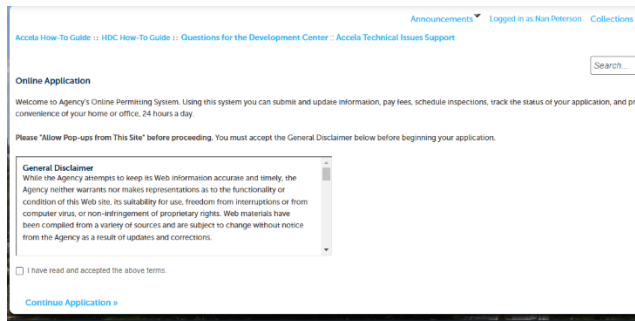 Announcements Logged in as:Nan Peterson Collections
Accela How-To Guide :: HDC How-To Guide :: Questions for the Development Center :: Accela Technical Issues Support
Search...
Online Application
Welcome to Agency's Online Permitting System. Using this system you can submit and update information, pay fees, schedule inspections, track the status of your application, and pr
convenience of your home or office, 24 hours a day.
Please "Allow Pop-ups from This Site" before proceeding. You must accept the General Disclaimer below before beginning your application.
General Disclaimer
While the Agency attempts to keep its Web information accurate and timely, the
Agency neither warrants nor makes representations as to the functionality or
condition of this Web site, its suitability for use, freedom from interruptions or from
computer virus, or non-infringement of proprietary rights. Web materials have
been compiled from a variety of sources and are subject to change without notice
from the Agency as a result of updates and corrections.
I have read and accepted the above terms.
Continue Application »